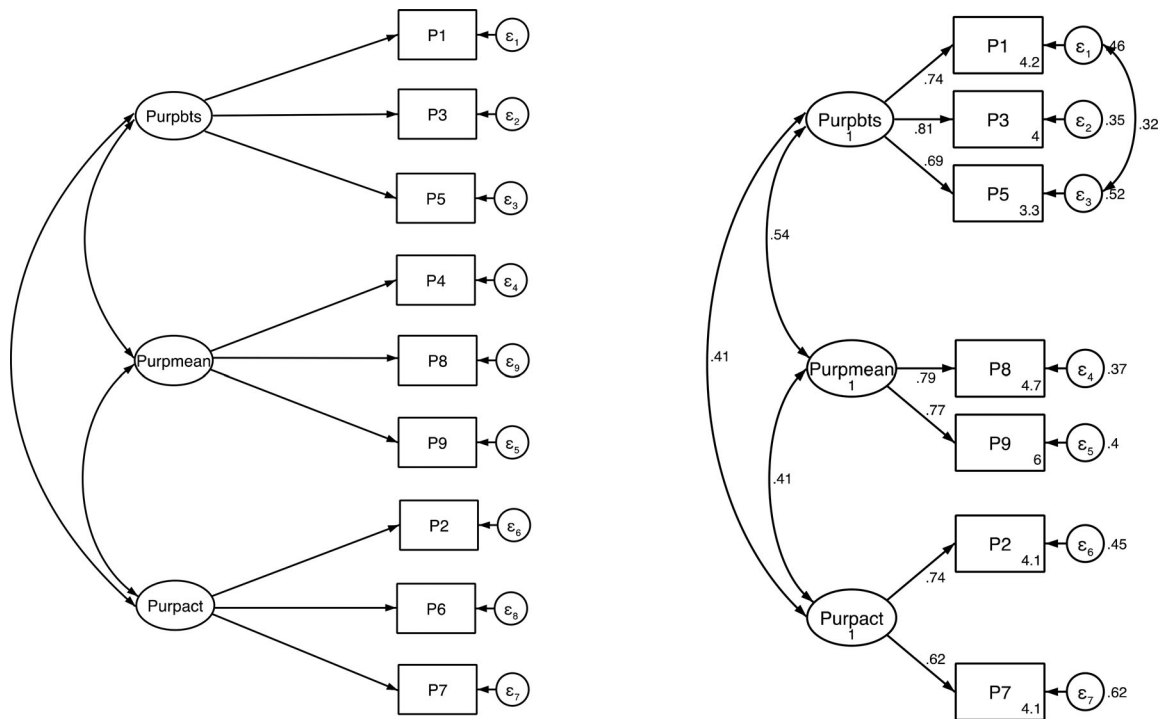 P1
ε1
Purpbts
P3
ε2
P5
ε3
P4
ε4
Purpmean
P8
ε9
P9
ε5
P2
ε6
Purpact
P6
ε8
P7
ε7
P1
4.2
ε1
.46
.74
Purpbts
1
.81
P3
4
ε2
.35
.32
.69
P5
3.3
ε3
.52
.54
.41
Purpmean
1
.79
P8
4.7
ε4
.37
.77
P9
6
ε5
.4
.41
P2
4.1
ε6
.45
.74
Purpact
1
.62
P7
4.1
ε7
.62